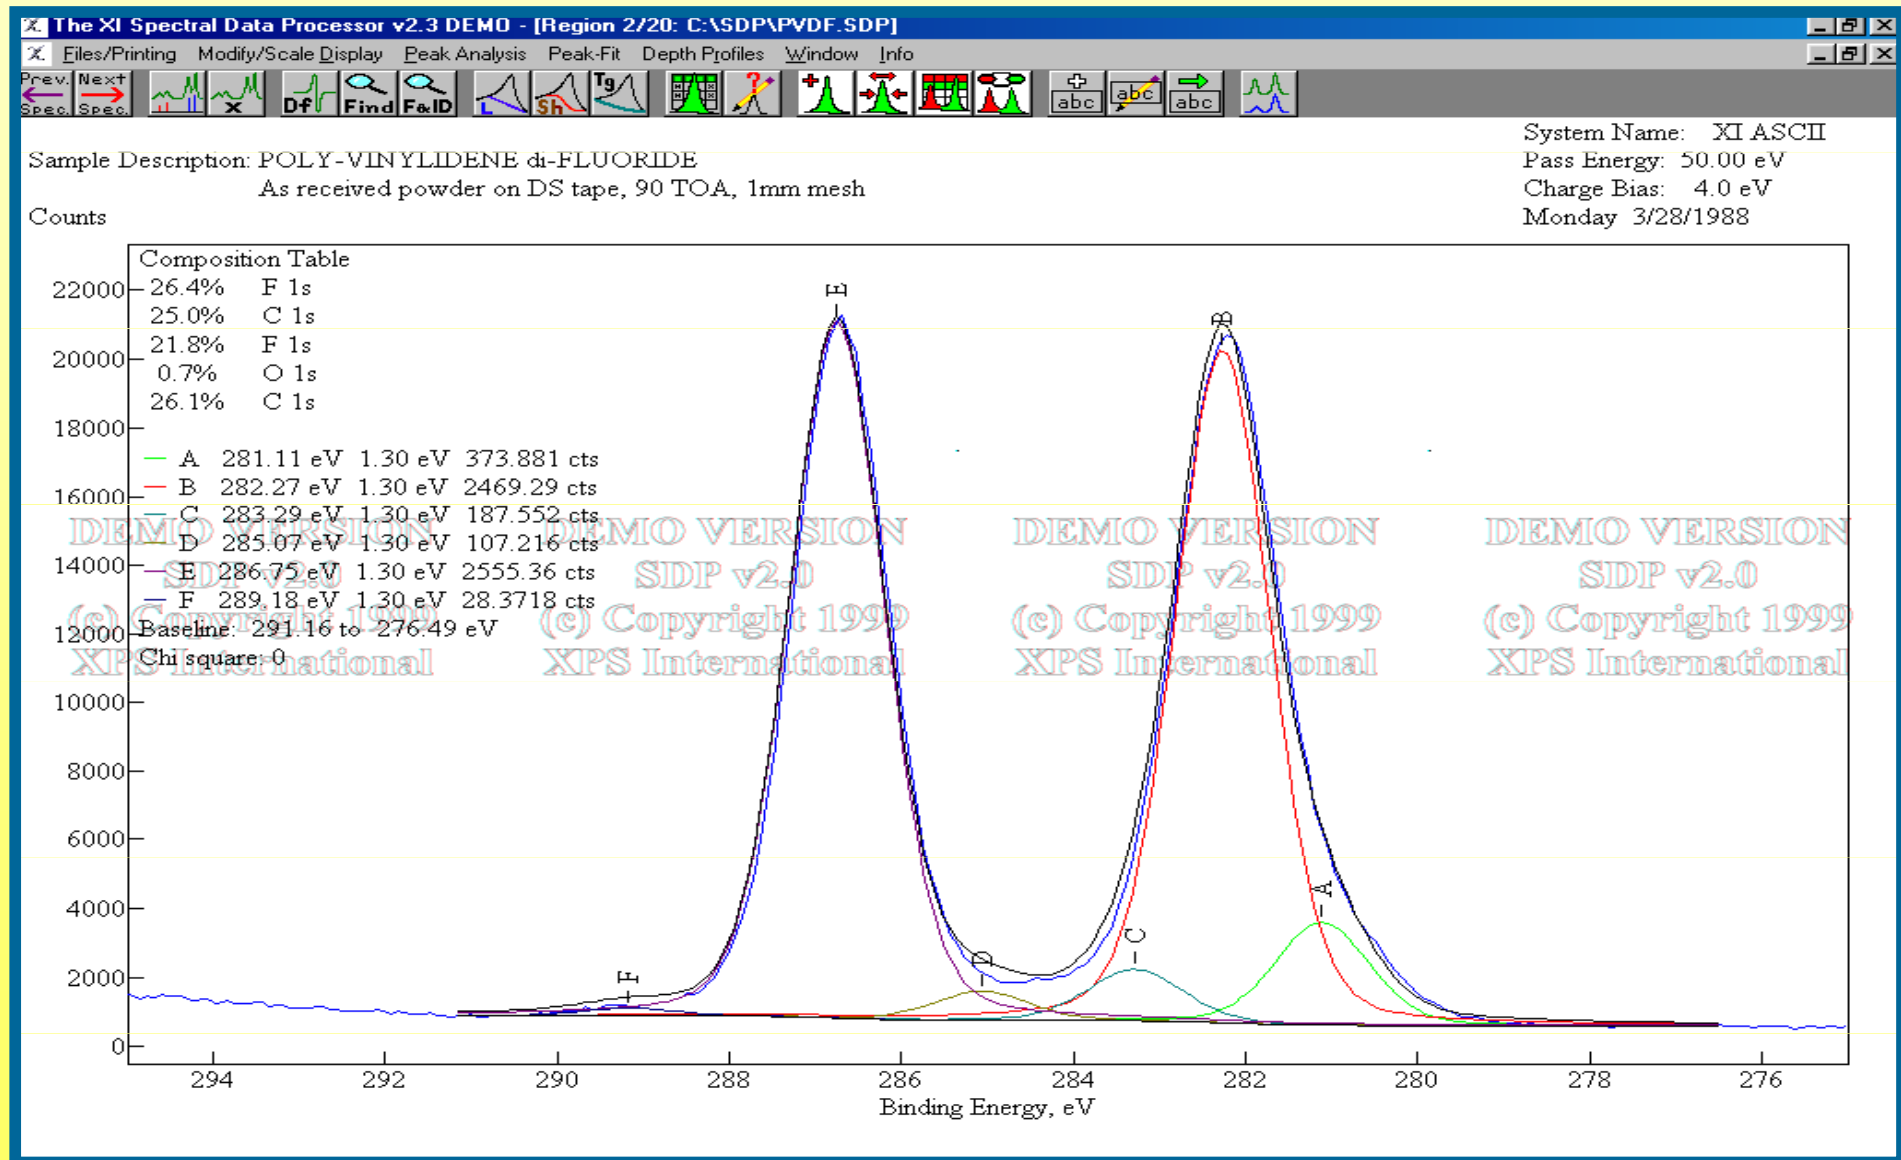 The XI Spectral Data Processor v2.3 DEMO - [Region 2/20: C:\SDP\PVDF.SDP]
Files/Printing Modify/Scale Display Peak Analysis Peak-Fit Depth Profiles Window Info
Prev. Next
Spec. Spec. x Df Find F&ID L Sh Tg ? abc abc abc
System Name: XI ASCII
Sample Description: POLY-VINYLIDENE di-FLUORIDE Pass Energy: 50.00 eV
As received powder on DS tape, 90 TOA, 1mm mesh Charge Bias: 4.0 eV
Counts Monday 3/28/1988
Composition Table
26.4% F 1s
25.0% C 1s
21.8% F 1s
0.7% O 1s
26.1% C 1s
A 281.11 eV 1.30 eV 373.881 cts
B 282.27 eV 1.30 eV 2469.29 cts
C 283.29 eV 1.30 eV 187.552 cts
D 285.07 eV 1.30 eV 107.216 cts
E 286.75 eV 1.30 eV 2555.36 cts
F 289.18 eV 1.30 eV 28.3718 cts
Baseline: 291.16 to 276.49 eV
Chi square: 0
DEMO VERSION DEMO VERSION DEMO VERSION DEMO VERSION
SDP v2.0 SDP v2.0 SDP v2.0 SDP v2.0
(c) Copyright 1999 (c) Copyright 1999 (c) Copyright 1999 (c) Copyright 1999
XPS International XPS International XPS International XPS International
22000
20000
18000
16000
14000
12000
10000
8000
6000
4000
2000
0
E
B
A
C
D
F
294 292 290 288 286 284 282 280 278 276
Binding Energy, eV